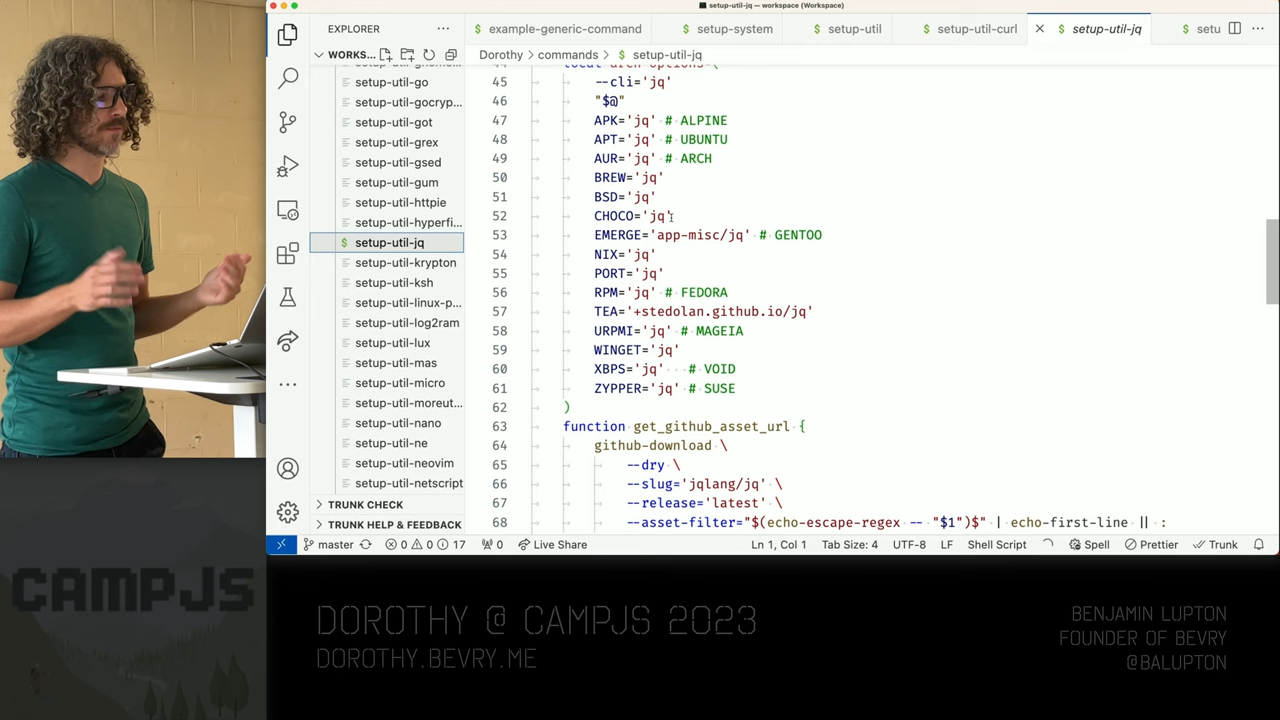 setup-util-jq — workspace (Workspace)
EXPLORER
example-generic-command
setup-system
setup-util
setup-util-curl
setup-util-jq
setu
WORKS...
Dorothy > commands > setup-util-jq
setup-util-go
setup-util-gocryp...
setup-util-got
setup-util-grex
setup-util-gsed
setup-util-gum
setup-util-httpie
setup-util-hyperfi...
setup-util-jq
setup-util-krypton
setup-util-ksh
setup-util-linux-p...
setup-util-log2ram
setup-util-lux
setup-util-mas
setup-util-micro
setup-util-moreut...
setup-util-nano
setup-util-ne
setup-util-neovim
setup-util-netscript
TRUNK CHECK
TRUNK HELP & FEEDBACK
45 --cli='jq'
46 "$@"
47 APK='jq' # ALPINE
48 APT='jq' # UBUNTU
49 AUR='jq' # ARCH
50 BREW='jq'
51 BSD='jq'
52 CHOCO='jq'
53 EMERGE='app-misc/jq' # GENTOO
54 NIX='jq'
55 PORT='jq'
56 RPM='jq' # FEDORA
57 TEA='+stedolan.github.io/jq'
58 URPMI='jq' # MAGEIA
59 WINGET='jq'
60 XBPS='jq' # VOID
61 ZYPPER='jq' # SUSE
62 )
63 function get_github_asset_url {
64 github-download \
65 --dry \
66 --slug='jqlang/jq' \
67 --release='latest' \
68 --asset-filter="$(echo-escape-regex -- "$1")$" | echo-first-line || :
master 0 0 17 0 Live Share Ln 1, Col 1 Tab Size: 4 UTF-8 LF Shell Script Spell Prettier Trunk
CAMPJS
DOROTHY @ CAMPJS 2023
DOROTHY.BEVRY.ME
BENJAMIN LUPTON
FOUNDER OF BEVRY
@BALUPTON